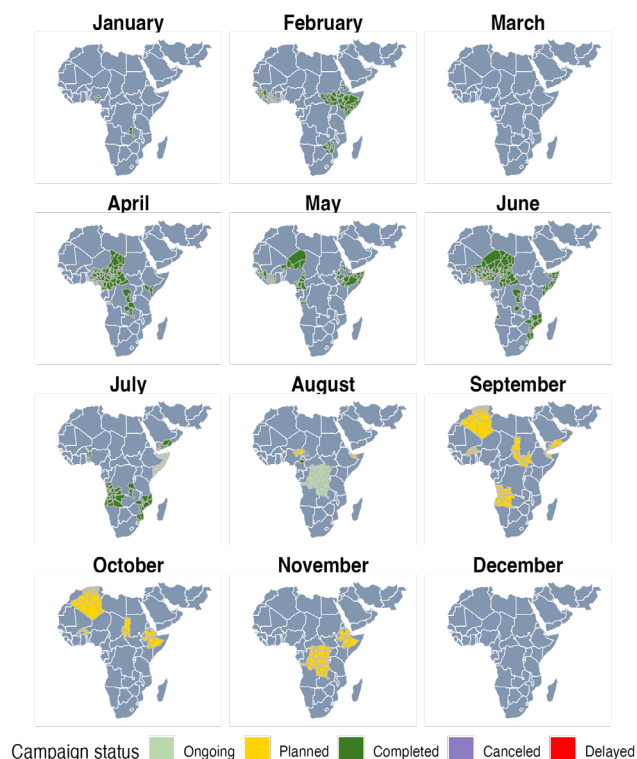 January February March
April May June
July August September
October November December
Campaign status Ongoing Planned Completed Canceled Delayed